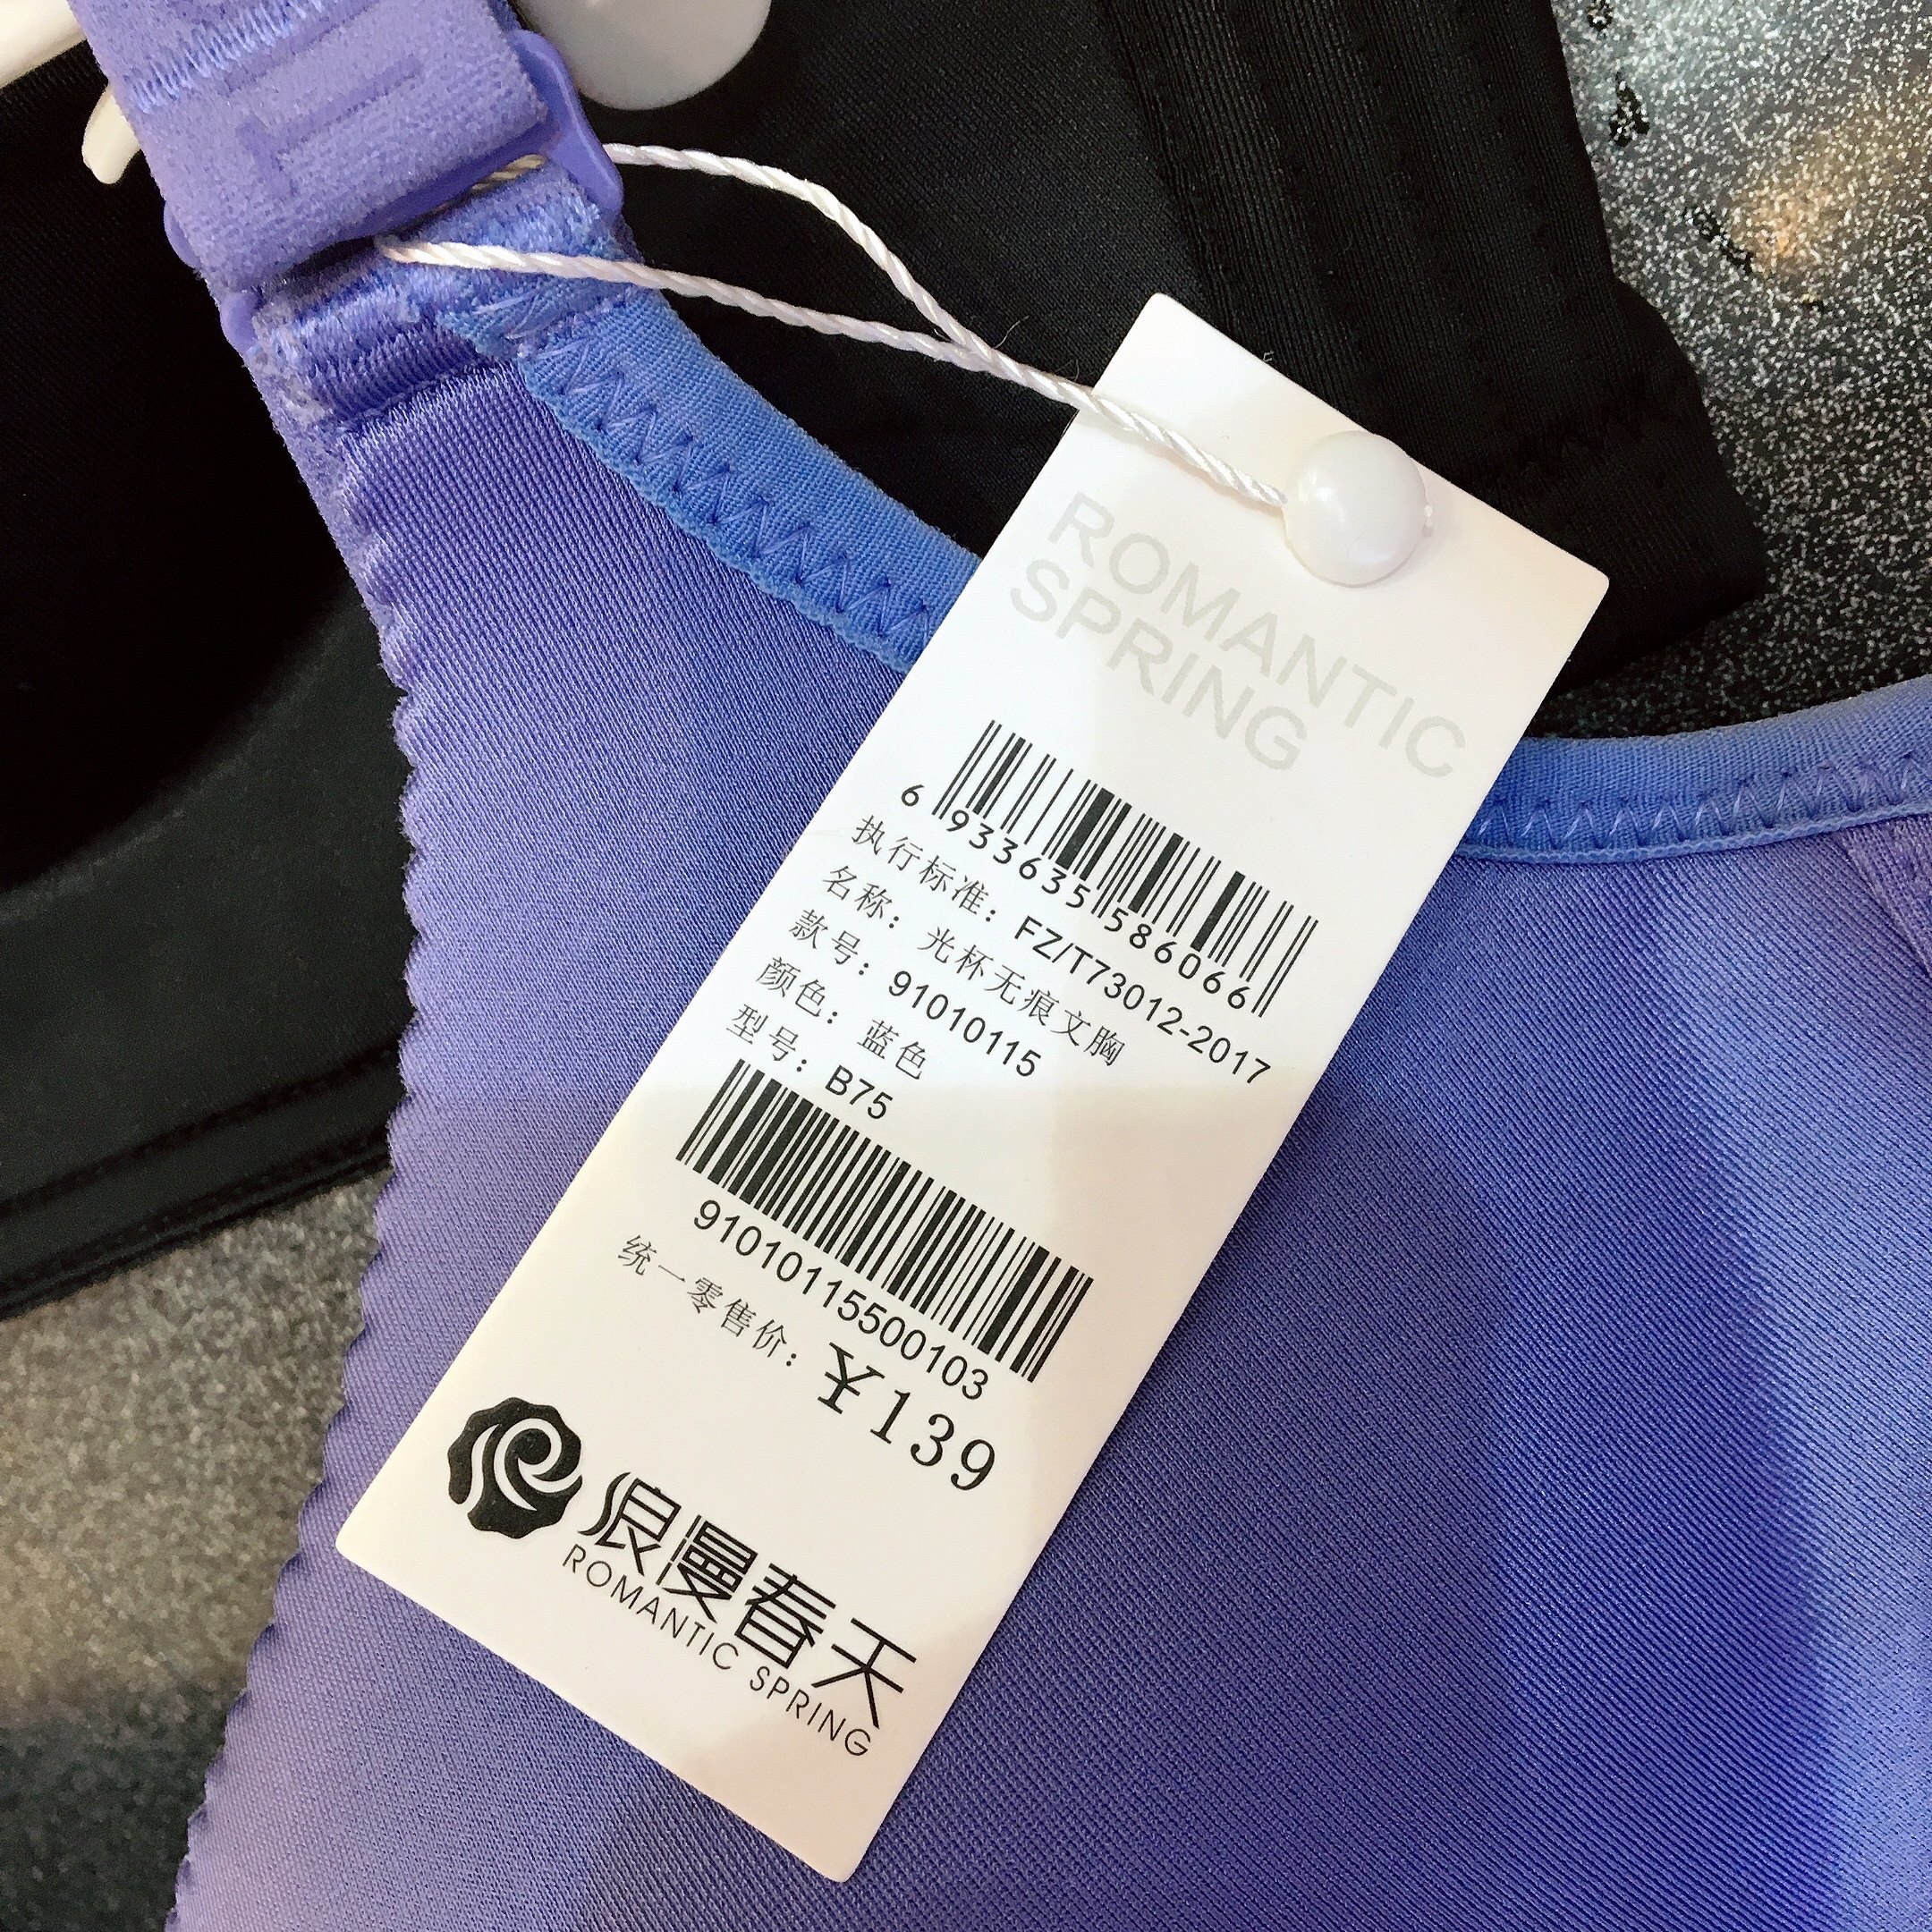 ROMANTIC
SPRING
6 933635 586066
执行标准：FZ/T73012-2017
名称：光杯无痕文胸
款号：91010115
颜色：蓝色
型号：B75
91010115500103
统一零售价：¥139
浪漫春天
ROMANTIC SPRING